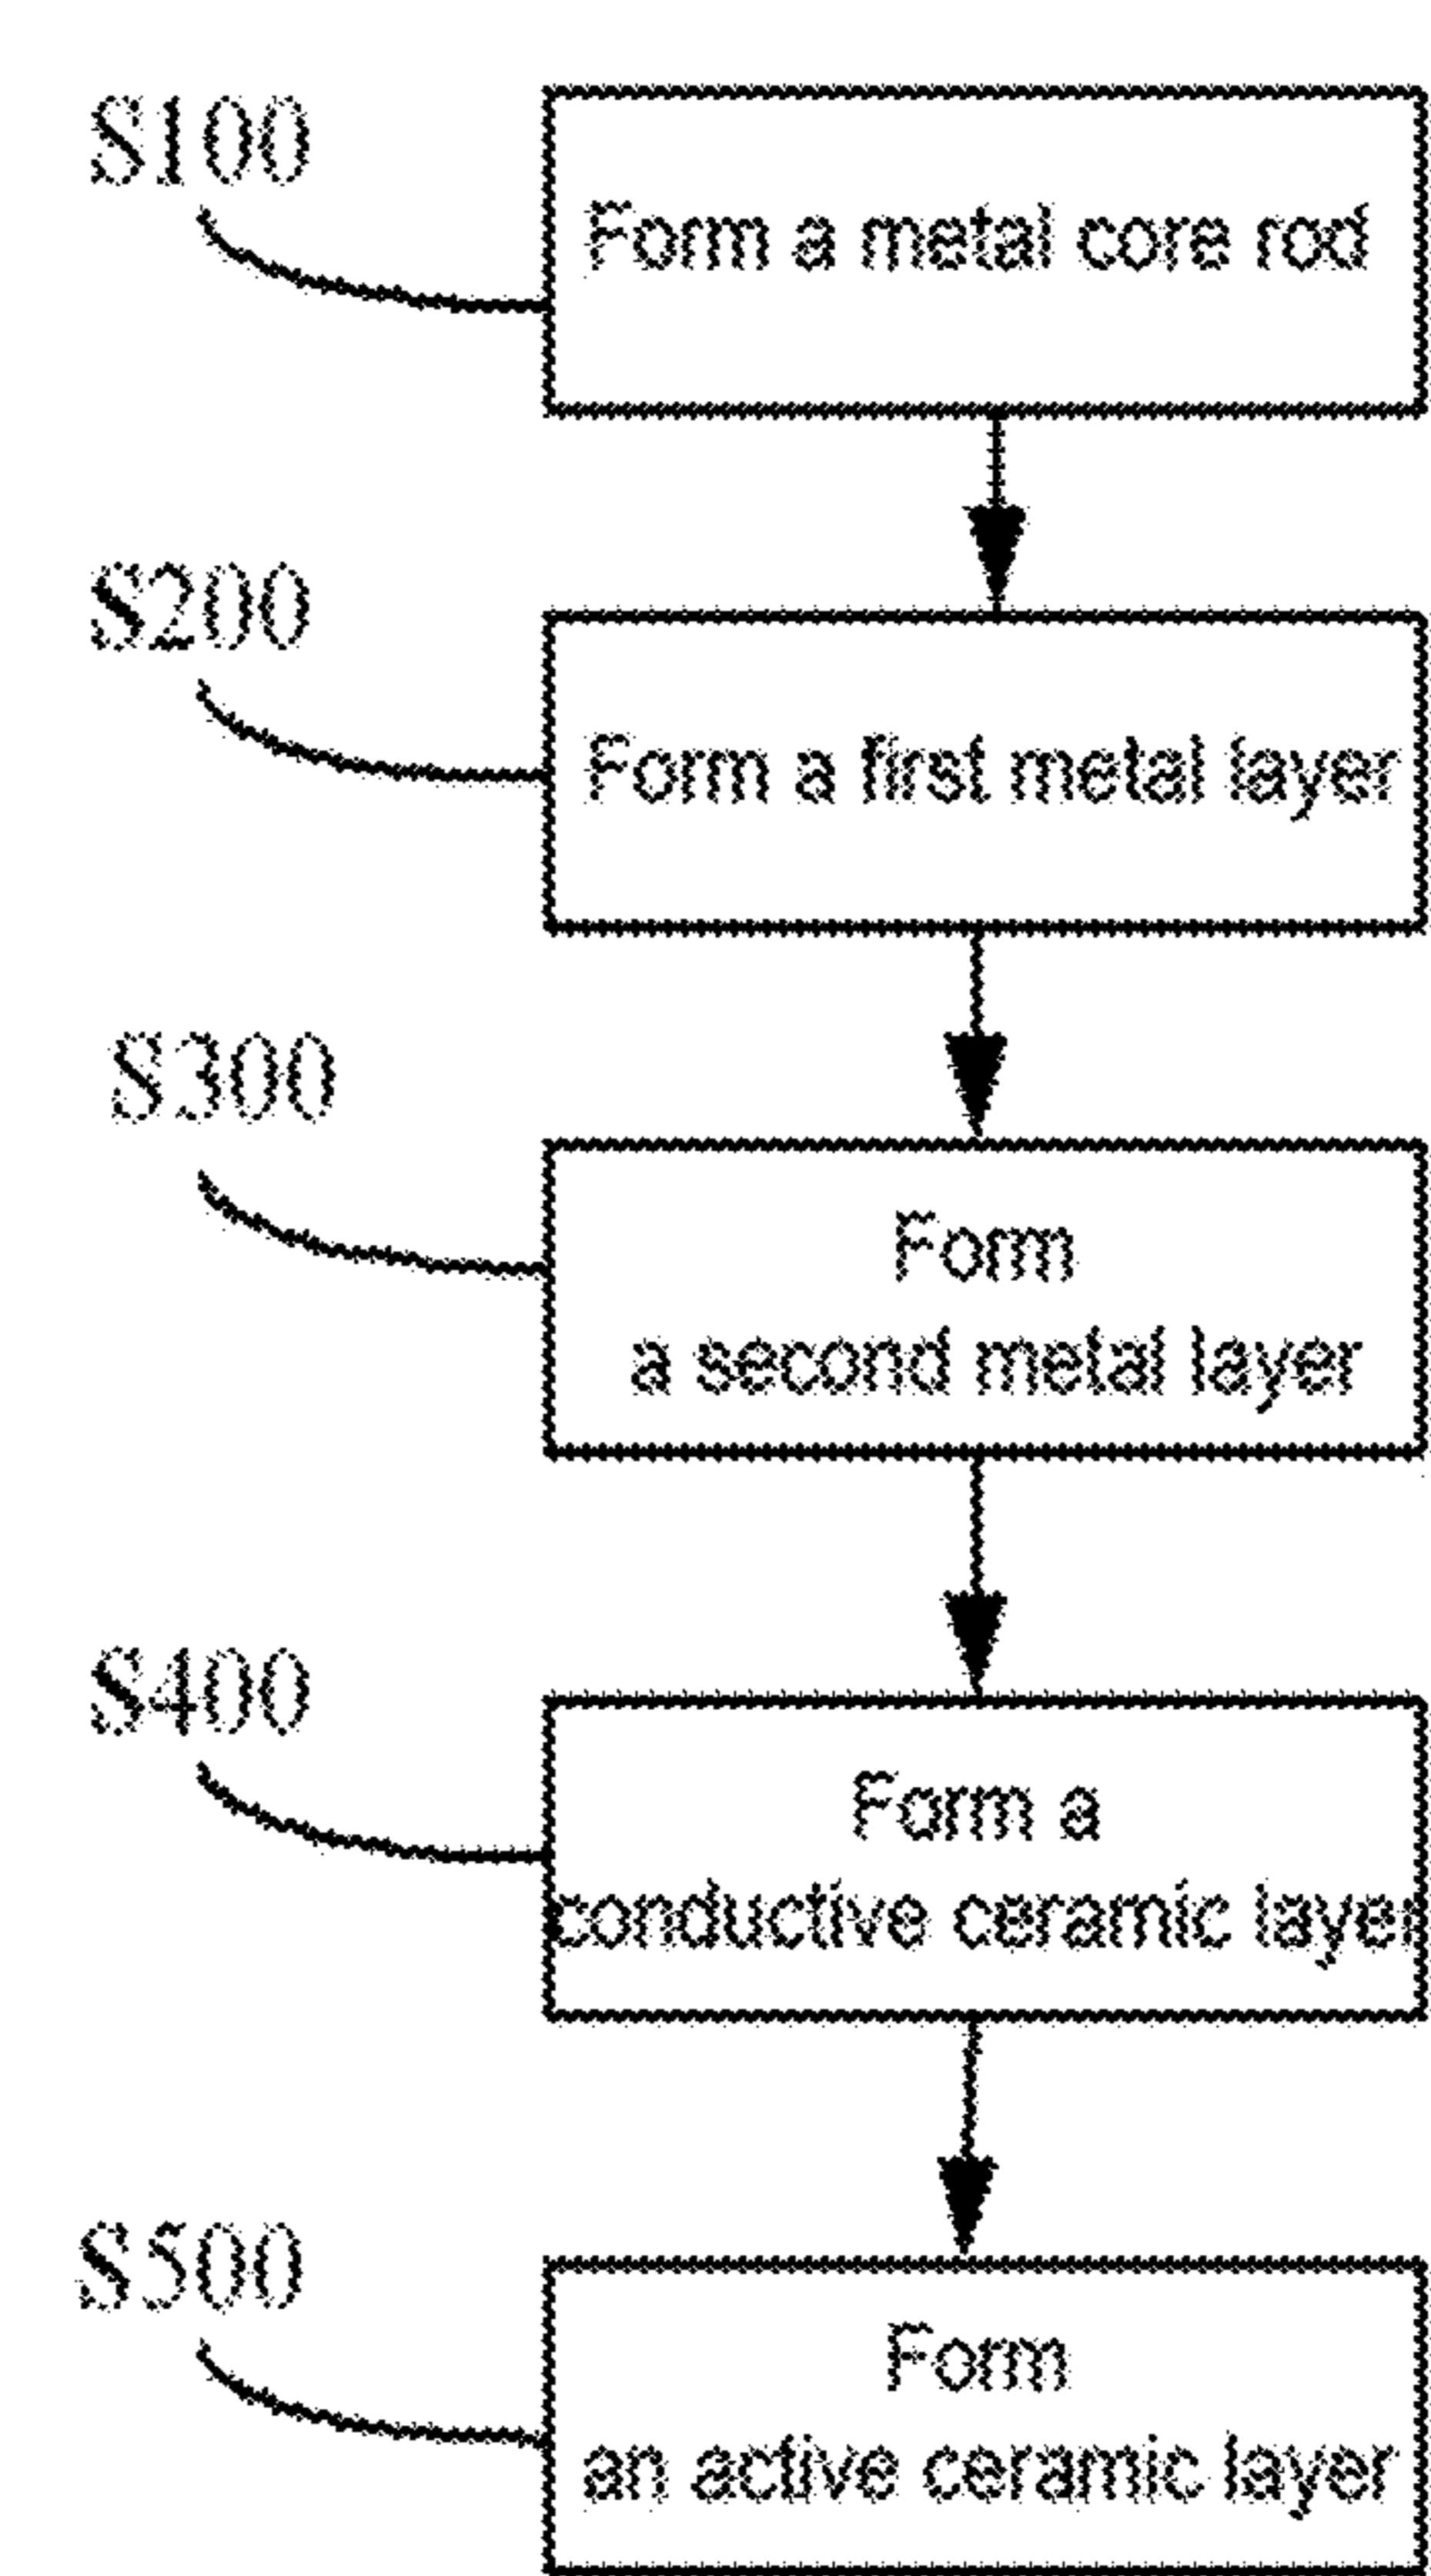 S100
Form a metal core rod
S200
Form a first metal layer
S300
Form
a second metal layer
S400
Form a
conductive ceramic layer
S500
Form
an active ceramic layer